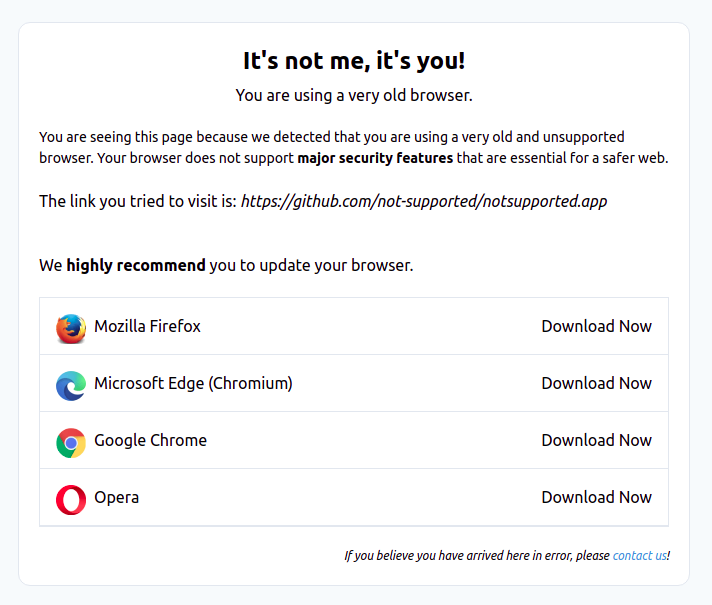 It's not me, it's you!
You are using a very old browser.
You are seeing this page because we detected that you are using a very old and unsupported
browser. Your browser does not support major security features that are essential for a safer web.
The link you tried to visit is: https://github.com/not-supported/notsupported.app
We highly recommend you to update your browser.
Mozilla Firefox Download Now
Microsoft Edge (Chromium) Download Now
Google Chrome Download Now
Opera Download Now
If you believe you have arrived here in error, please contact us!